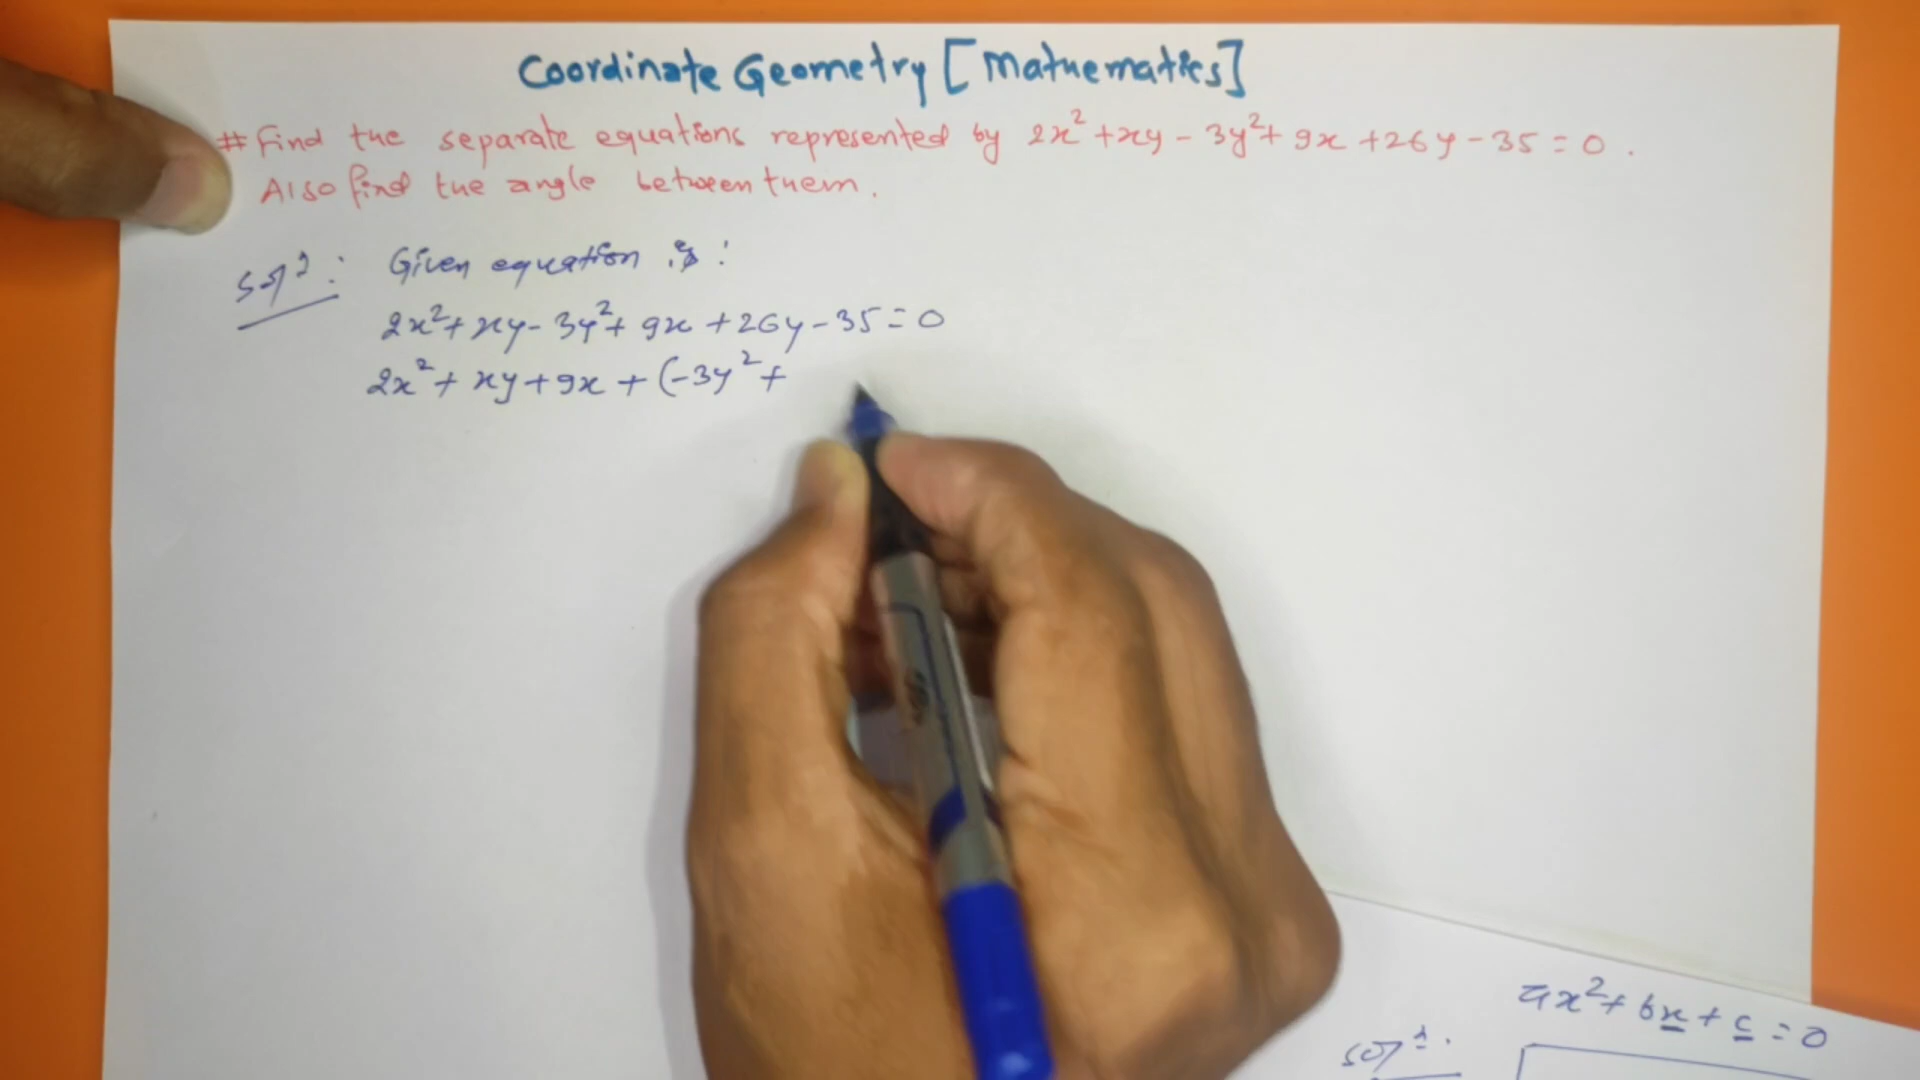 Coordinate Geometry [Mathematics]
# Find the separate equations represented by 2x² + xy - 3y² + 9x + 26y - 35 = 0 .
Also find the angle between them .
Solⁿ : Given equation is :
2x² + xy - 3y² + 9x + 26y - 35 = 0
2x² + xy + 9x + (-3y² +
ax² + bx + c = 0
Solⁿ .